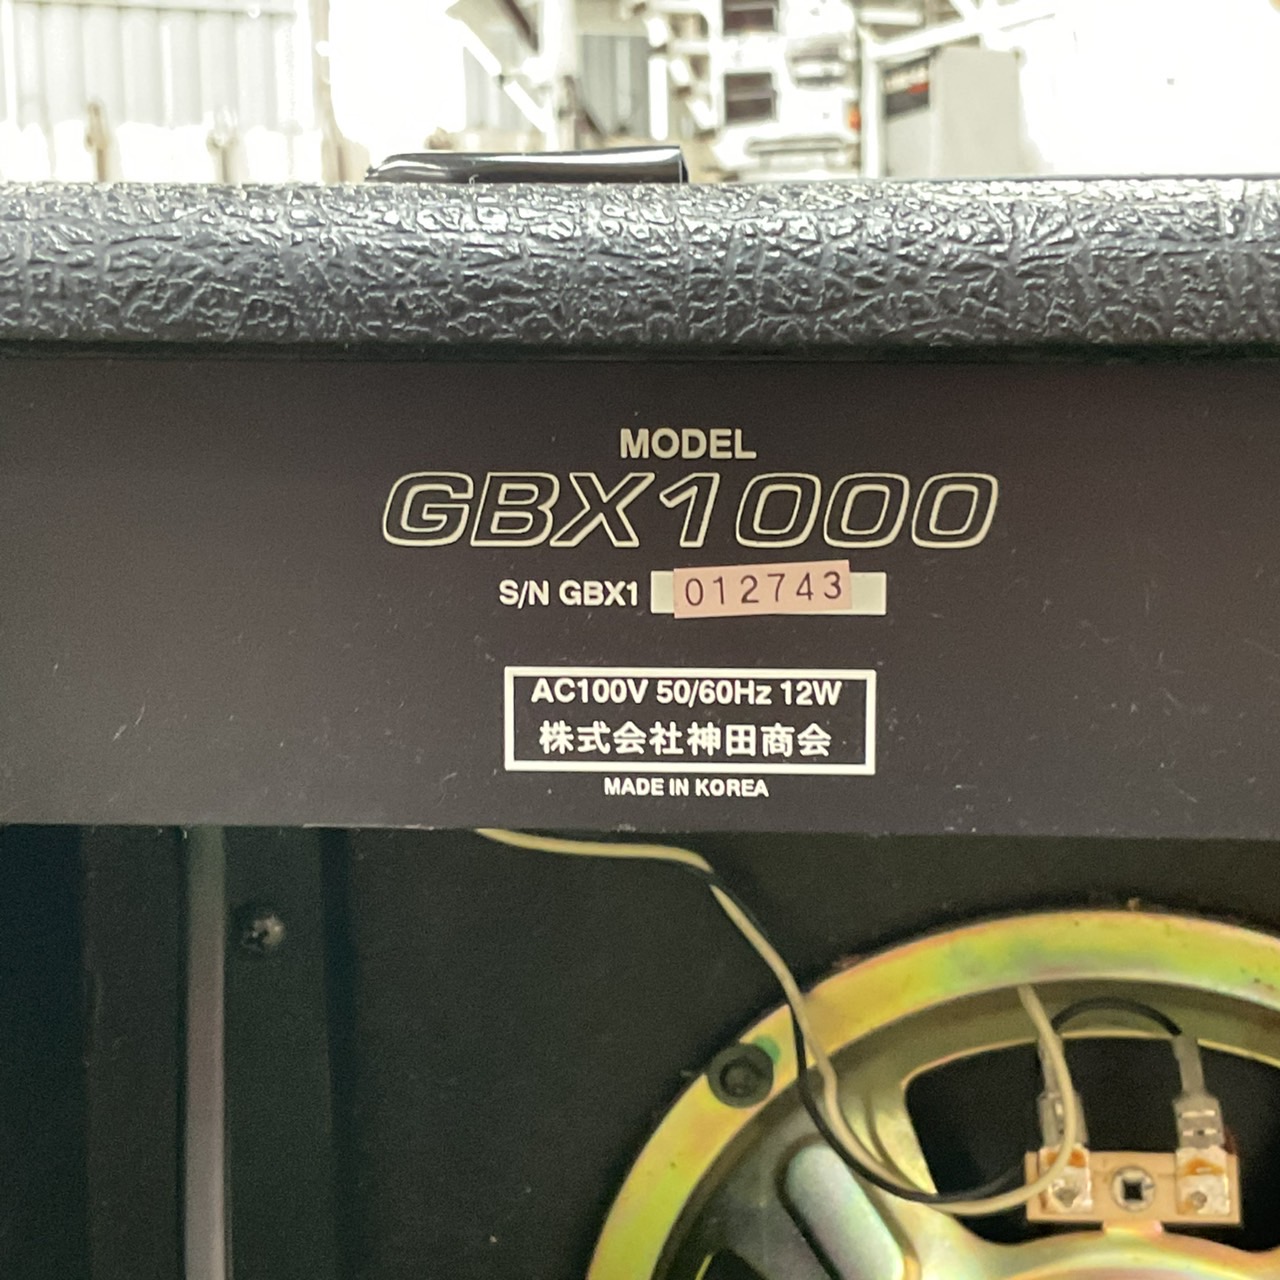 MODEL
GBX1000
S/N GBX1 012743
AC100V 50/60Hz 12W
株式会社神田商会
MADE IN KOREA